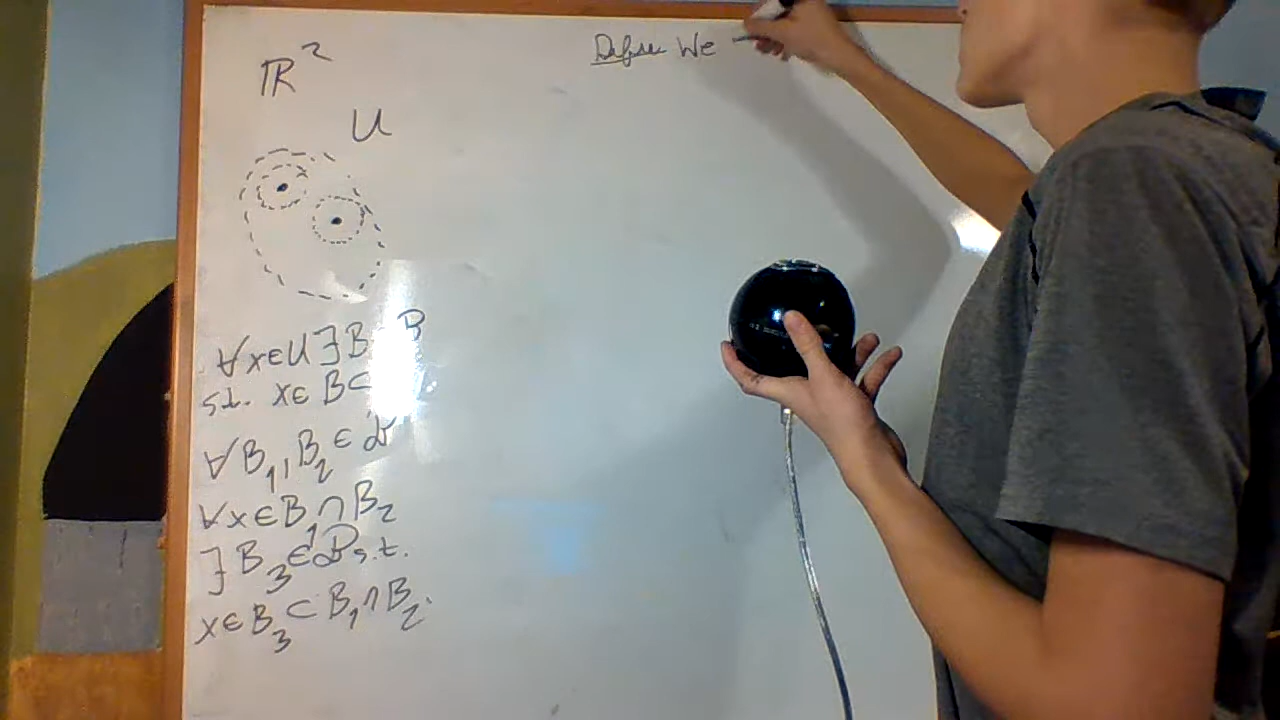 ℝ²
U
Define We
∀x∈U ∃B B
s.t. x∈B⊂
∀B₁,B₂∈ℬ
∀x∈B₁∩B₂
∃B₃∈ℬ s.t.
x∈B₃⊂B₁∩B₂.